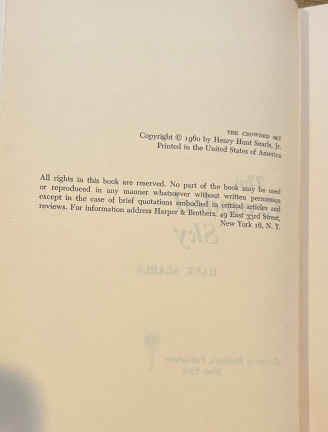 THE CROWDED SKY
Copyright © 1960 by Henry Hunt Searls, Jr.
Printed in the United States of America
All rights in this book are reserved. No part of the book may be used
or reproduced in any manner whatsoever without written permission
except in the case of brief quotations embodied in critical articles and
reviews. For information address Harper & Brothers, 49 East 33rd Street,
New York 16, N. Y.
Sky
HANK SEARLS